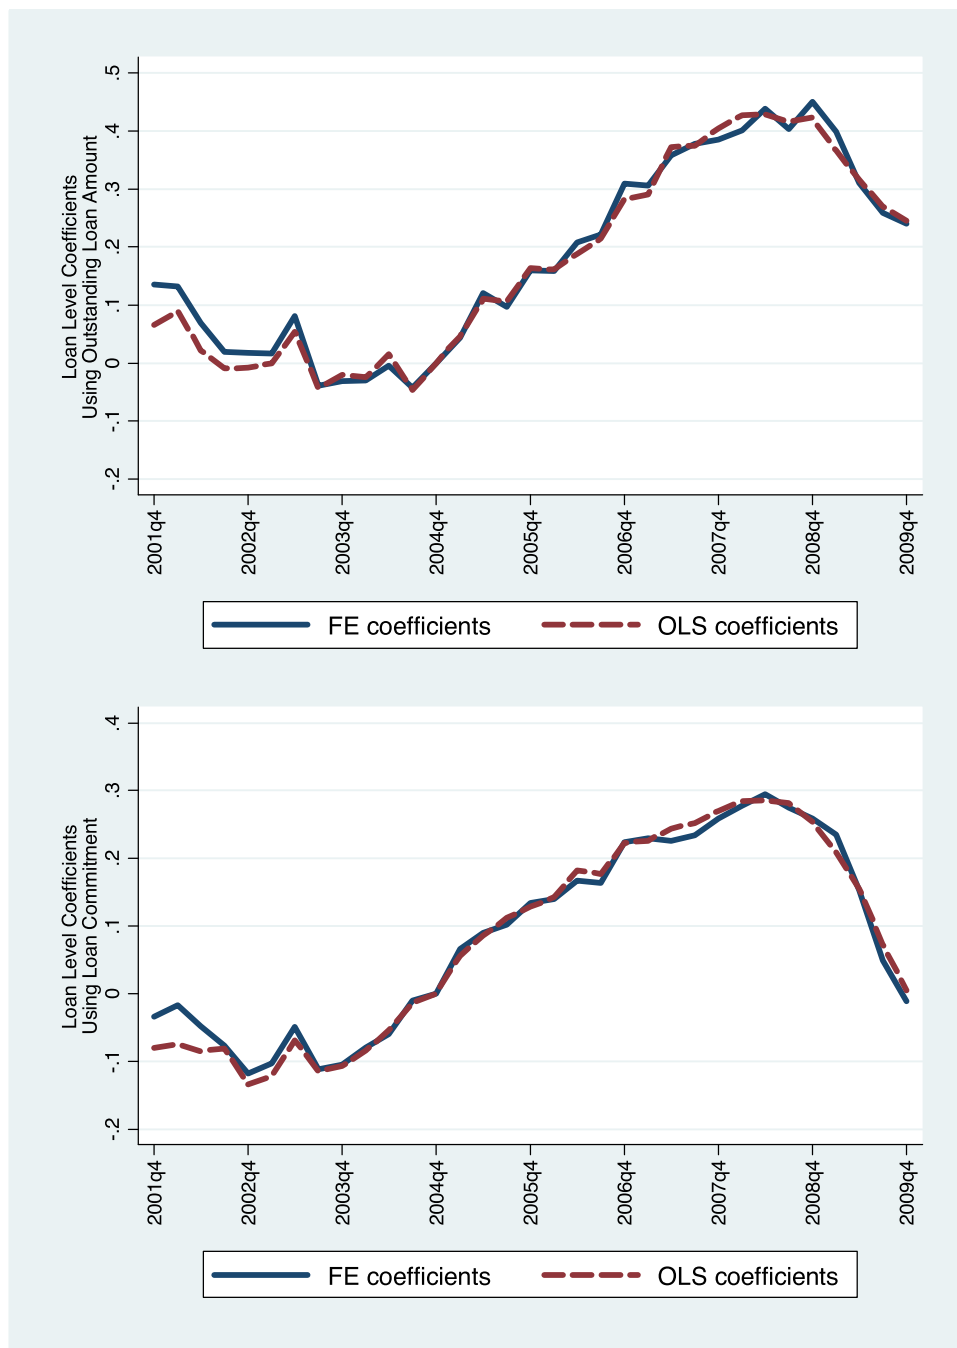 Loan Level Coefficients
Using Outstanding Loan Amount
.5
.4
.3
.2
.1
0
-.1
-.2
2001q4 2002q4 2003q4 2004q4 2005q4 2006q4 2007q4 2008q4 2009q4
FE coefficients OLS coefficients
Loan Level Coefficients
Using Loan Commitment
.4
.3
.2
.1
0
-.1
-.2
2001q4 2002q4 2003q4 2004q4 2005q4 2006q4 2007q4 2008q4 2009q4
FE coefficients OLS coefficients